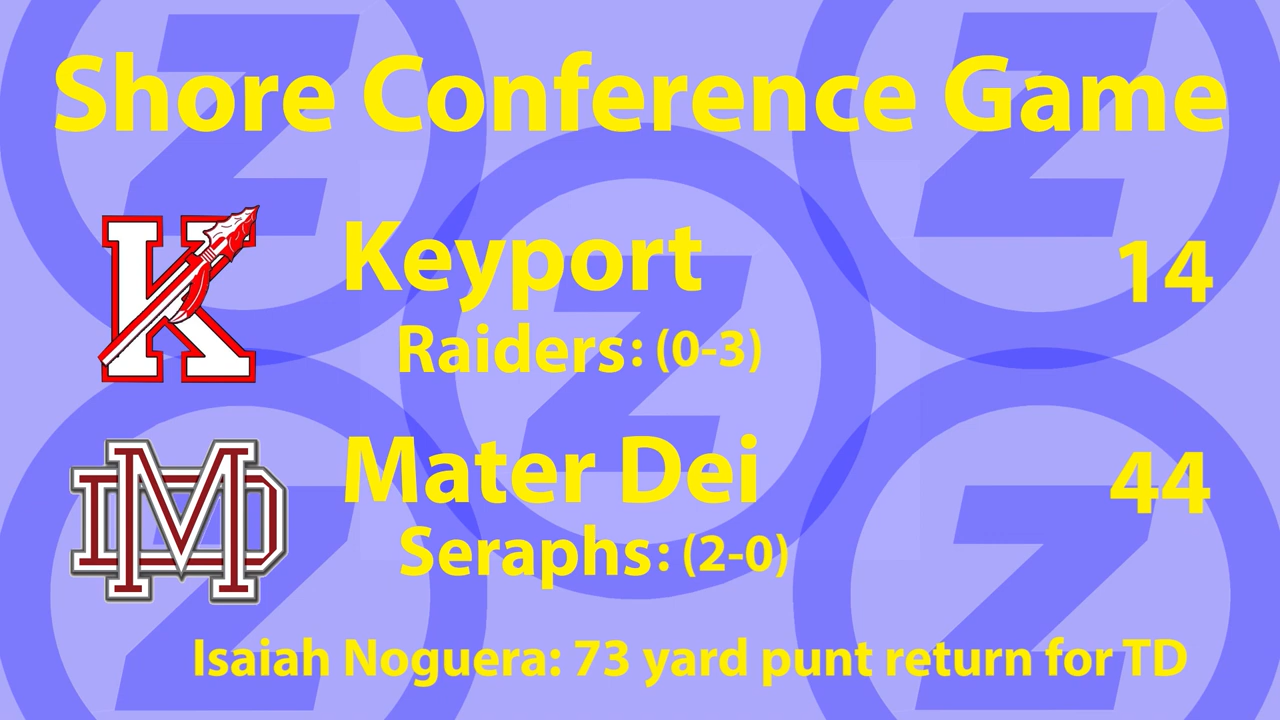 Shore Conference Game
K
Keyport 14
Raiders: (0-3)
MD
Mater Dei 44
Seraphs: (2-0)
Isaiah Noguera: 73 yard punt return for TD
Z
Z
Z
Z
Z